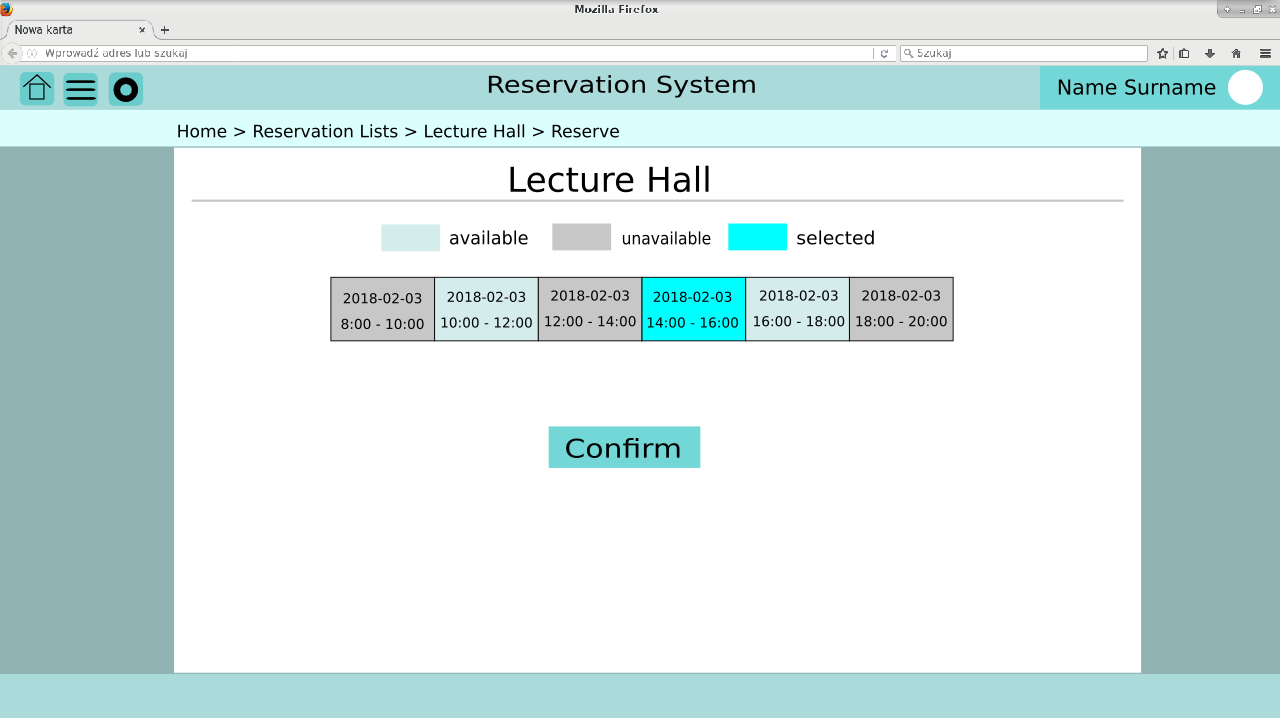 Mozilla Firefox
Nowa karta
Wprowadź adres lub szukaj
Szukaj
Reservation System
Name Surname
Home > Reservation Lists > Lecture Hall > Reserve
Lecture Hall
available unavailable selected
2018-02-03 2018-02-03 2018-02-03 2018-02-03 2018-02-03 2018-02-03
8:00 - 10:00 10:00 - 12:00 12:00 - 14:00 14:00 - 16:00 16:00 - 18:00 18:00 - 20:00
Confirm